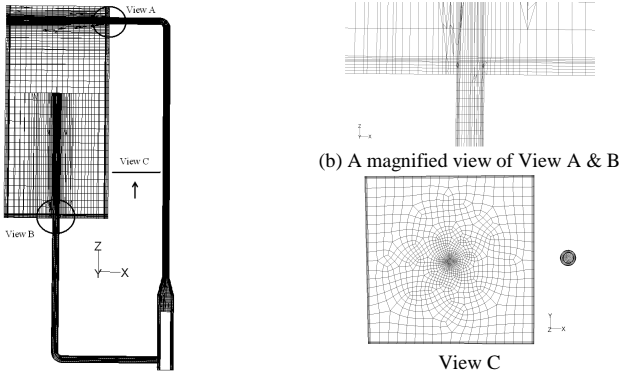 View A
View C
View B
Z
Y X
Z
Y X
(b) A magnified view of View A & B
Y
Z X
View C